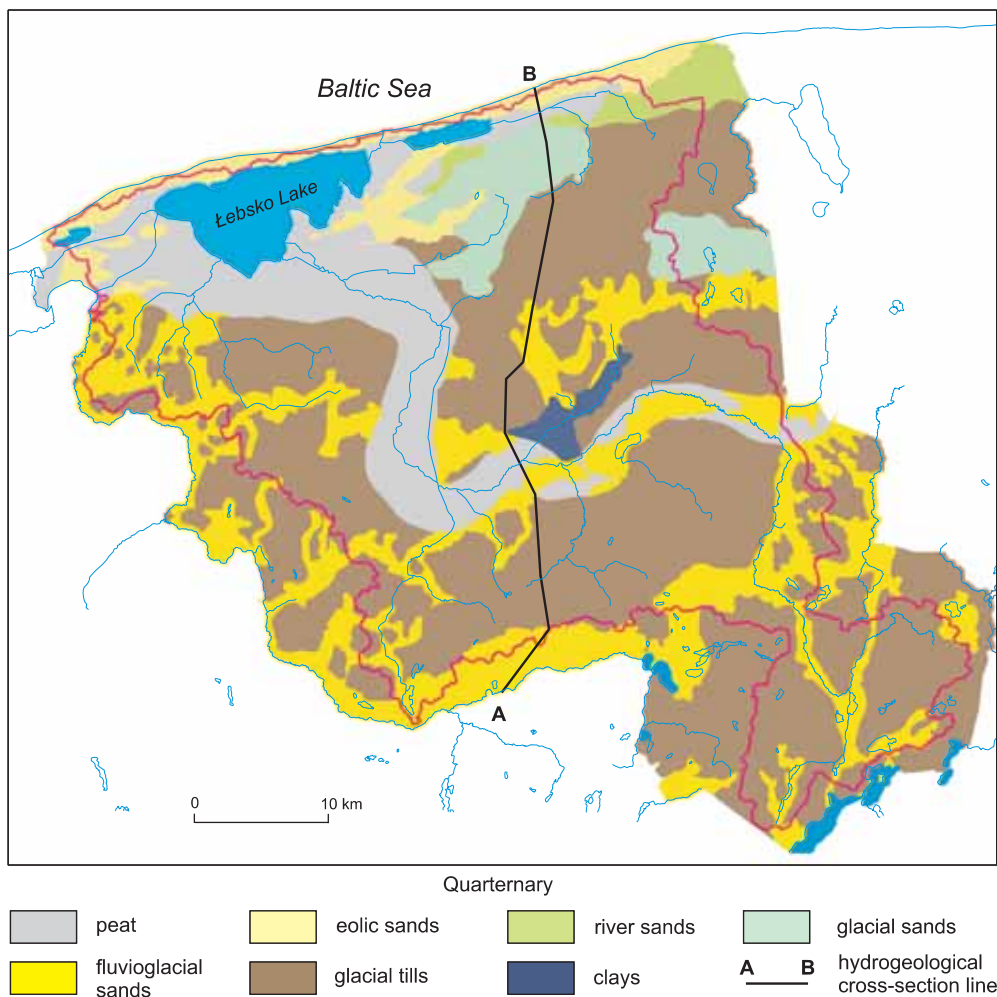 B
Baltic Sea
Łebsko Lake
A
0 10 km
Quarternary
peat
eolic sands
river sands
glacial sands
fluvioglacial
sands
glacial tills
clays
A B
hydrogeological
cross-section line